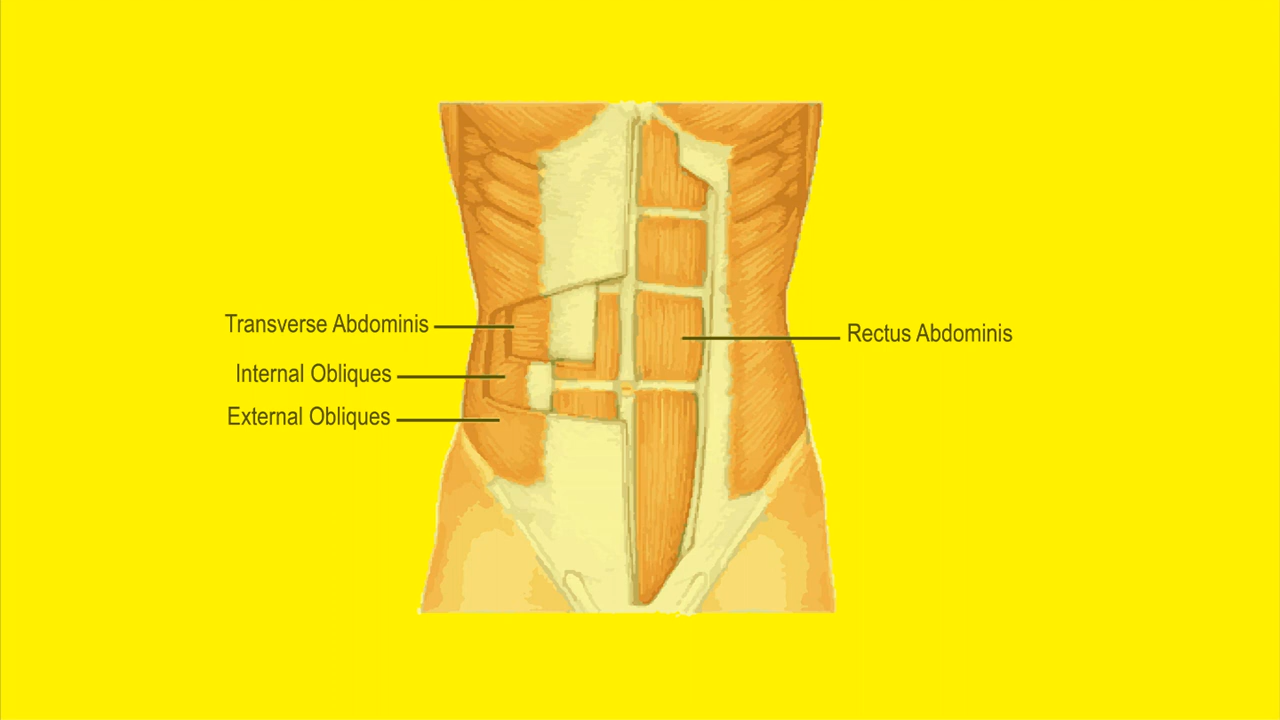 Transverse Abdominis
Internal Obliques
External Obliques
Rectus Abdominis